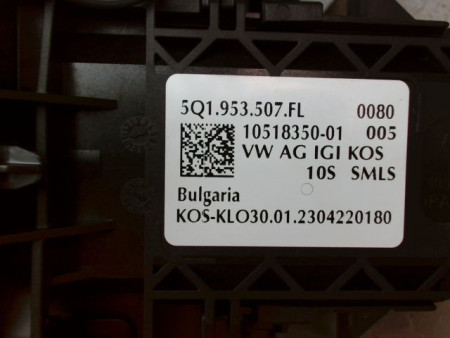 5Q1.953.507.FL 0080
10518350-01 005
VW AG IGI KOS
10S SMLS
Bulgaria
KOS-KLO30.01.2304220180